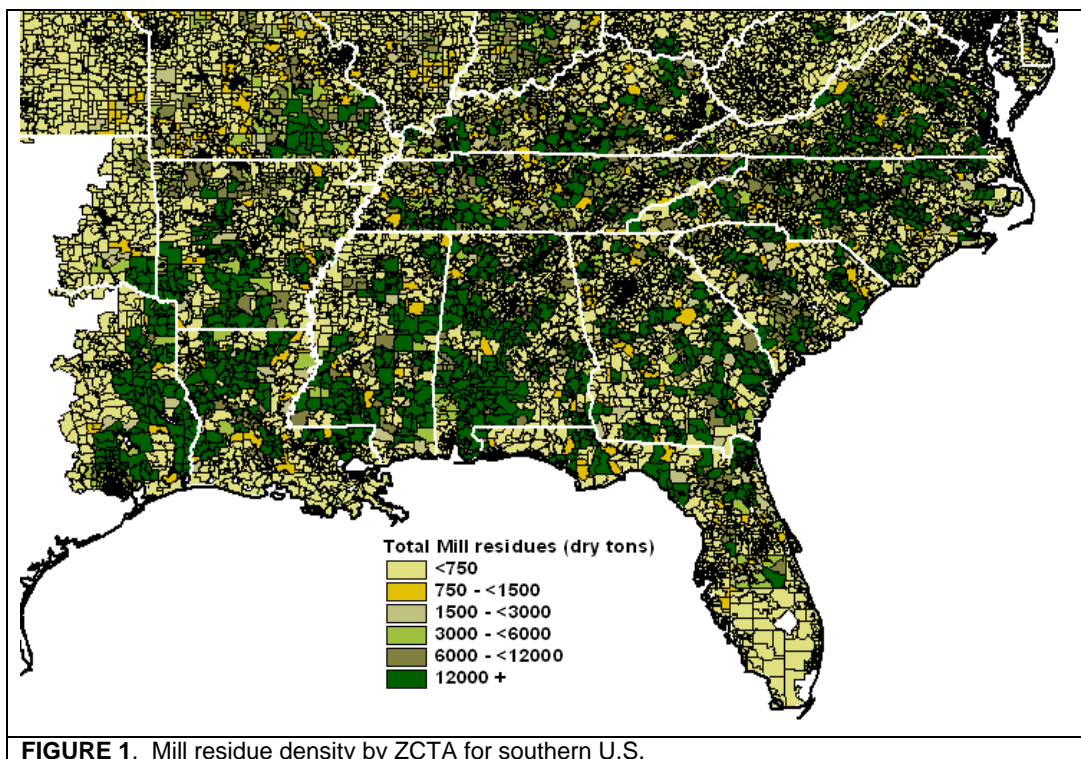 Total Mill residues (dry tons)
<750
750 - <1500
1500 - <3000
3000 - <6000
6000 - <12000
12000 +
FIGURE 1. Mill residue density by ZCTA for southern U.S.